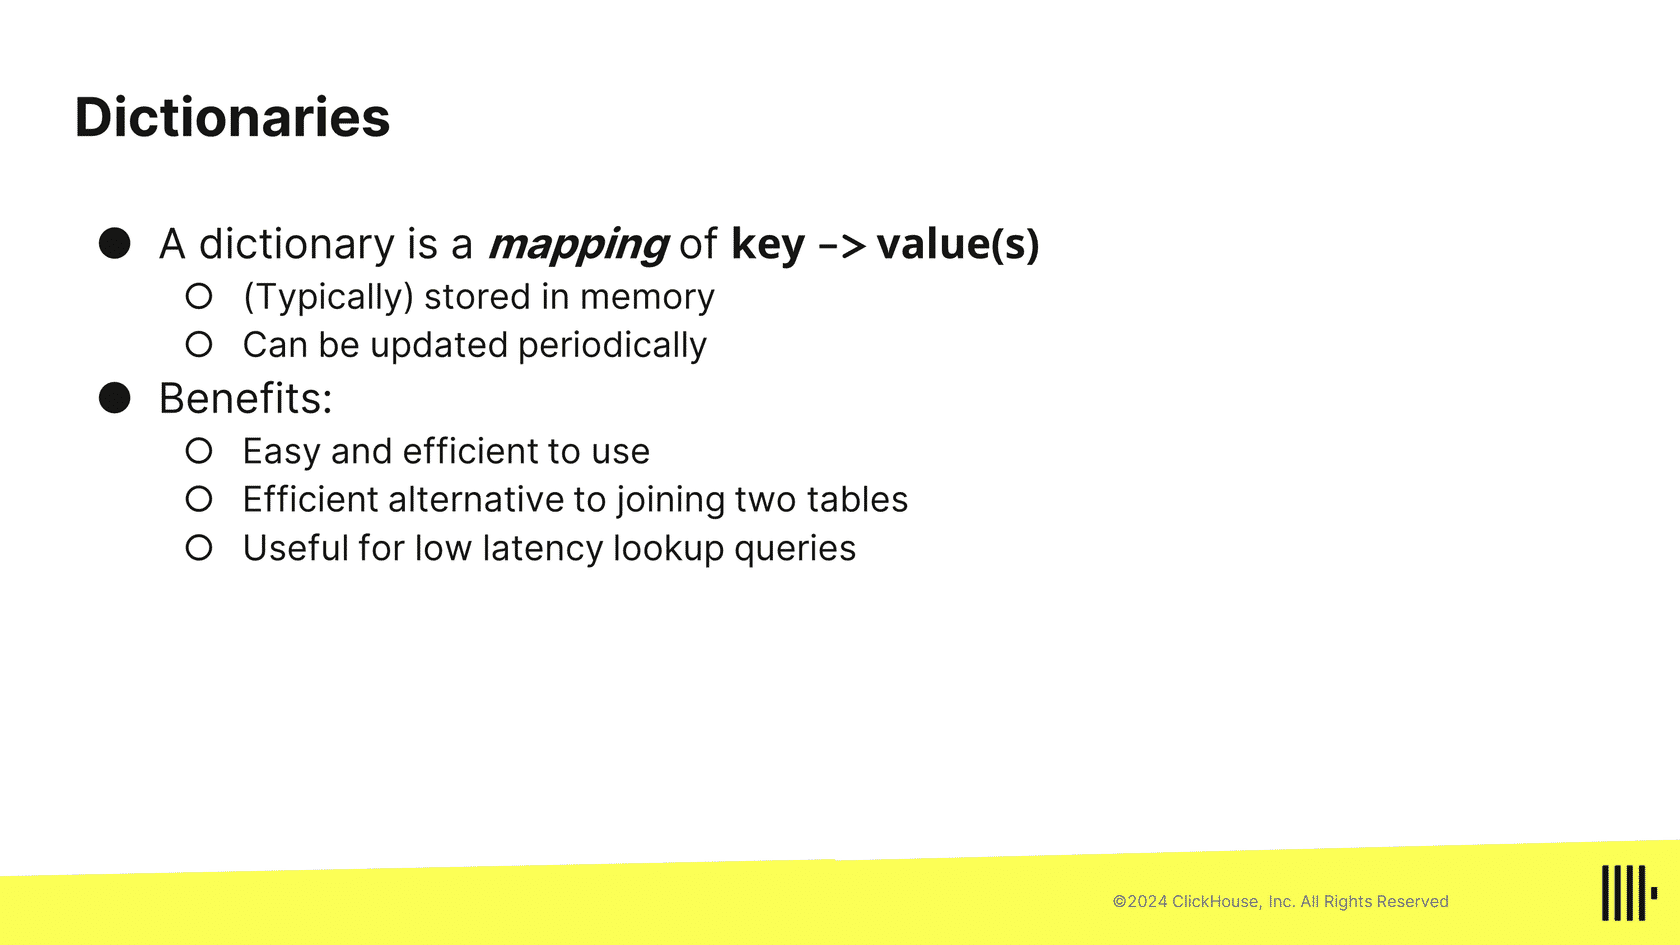 Dictionaries
● A dictionary is a mapping of key –> value(s)
○ (Typically) stored in memory
○ Can be updated periodically
● Benefits:
○ Easy and efficient to use
○ Efficient alternative to joining two tables
○ Useful for low latency lookup queries
©2024 ClickHouse, Inc. All Rights Reserved